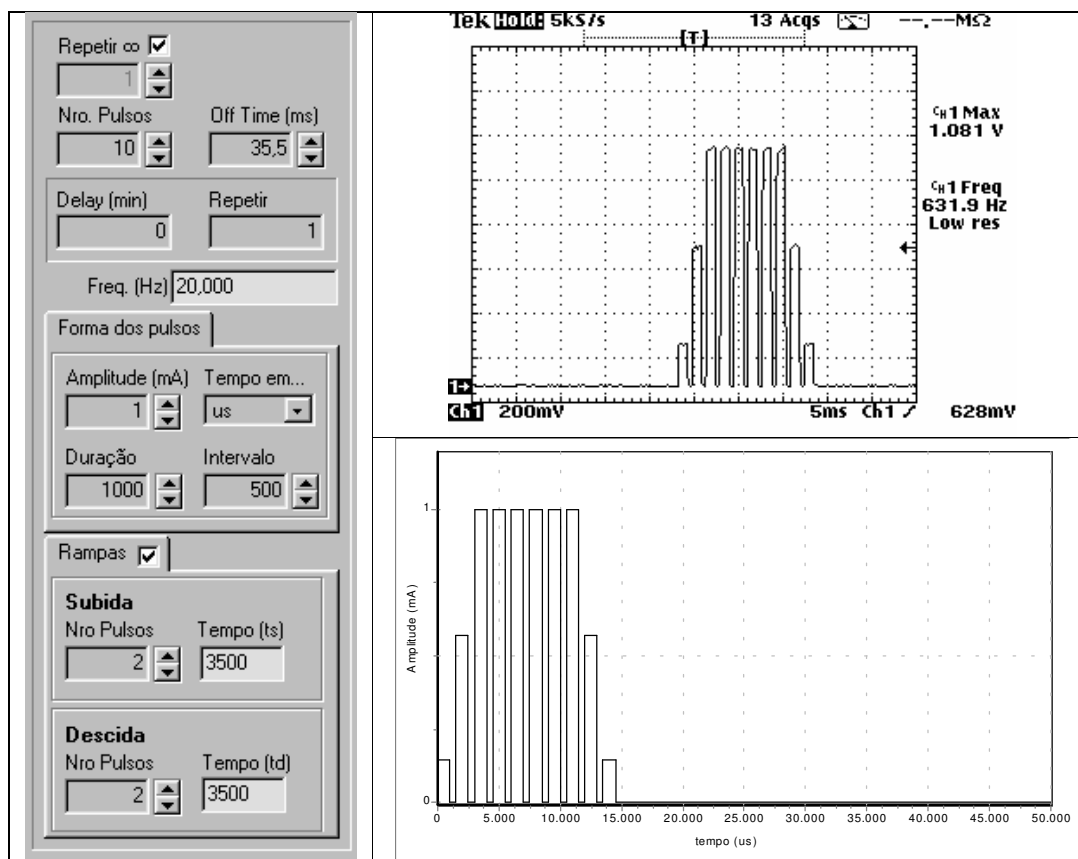 Repetir ∞
1
Nro. Pulsos Off Time (ms)
10 35,5
Delay (min) Repetir
0 1
Freq. (Hz) 20,000
Forma dos pulsos
Amplitude (mA) Tempo em...
1 us
Duração Intervalo
1000 500
Rampas
Subida
Nro Pulsos Tempo (ts)
2 3500
Descida
Nro Pulsos Tempo (td)
2 3500
Tek Hold: 5kS/s 13 Acqs --.--MΩ
[T]
CH1 Max
1.081 V
CH1 Freq
631.9 Hz
Low res
1→
Ch1 200mV 5ms Ch1 628mV
Amplitude (mA)
1
0
0 5.000 10.000 15.000 20.000 25.000 30.000 35.000 40.000 45.000 50.000
tempo (us)